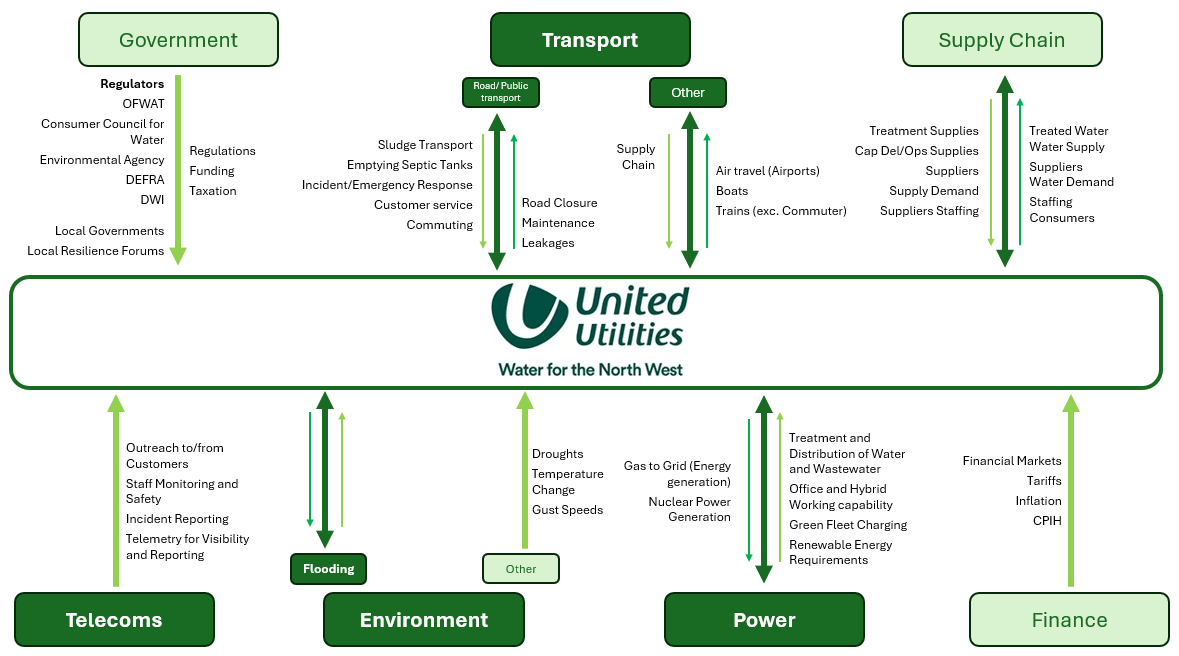 Government
Transport
Supply Chain
Regulators
OFWAT
Consumer Council for
Water
Environmental Agency
DEFRA
DWI
Local Governments
Local Resilience Forums
Regulations
Funding
Taxation
Road/ Public
transport
Sludge Transport
Emptying Septic Tanks
Incident/Emergency Response
Customer service
Commuting
Road Closure
Maintenance
Leakages
Other
Supply
Chain
Air travel (Airports)
Boats
Trains (exc. Commuter)
Treatment Supplies
Cap Del/Ops Supplies
Suppliers
Supply Demand
Suppliers Staffing
Treated Water
Water Supply
Suppliers
Water Demand
Staffing
Consumers
United
Utilities
Water for the North West
Outreach to/from
Customers
Staff Monitoring and
Safety
Incident Reporting
Telemetry for Visibility
and Reporting
Telecoms
Flooding
Droughts
Temperature
Change
Gust Speeds
Other
Environment
Gas to Grid (Energy
generation)
Nuclear Power
Generation
Treatment and
Distribution of Water
and Wastewater
Office and Hybrid
Working capability
Green Fleet Charging
Renewable Energy
Requirements
Power
Financial Markets
Tariffs
Inflation
CPIH
Finance